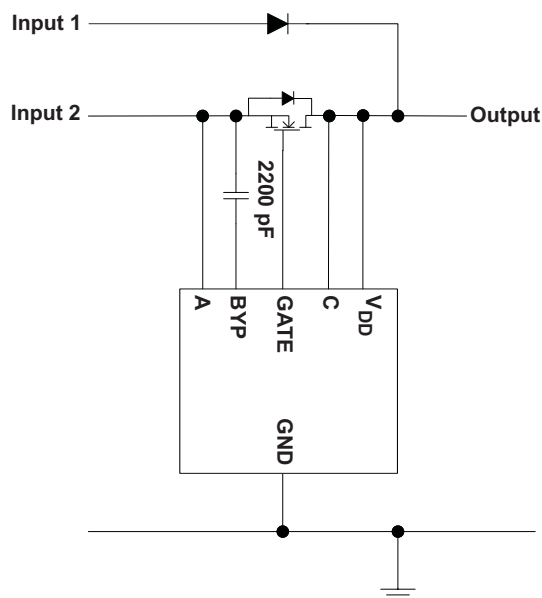 Input 1
Input 2
Output
2200 pF
A
BYP
GATE
C
VDD
GND